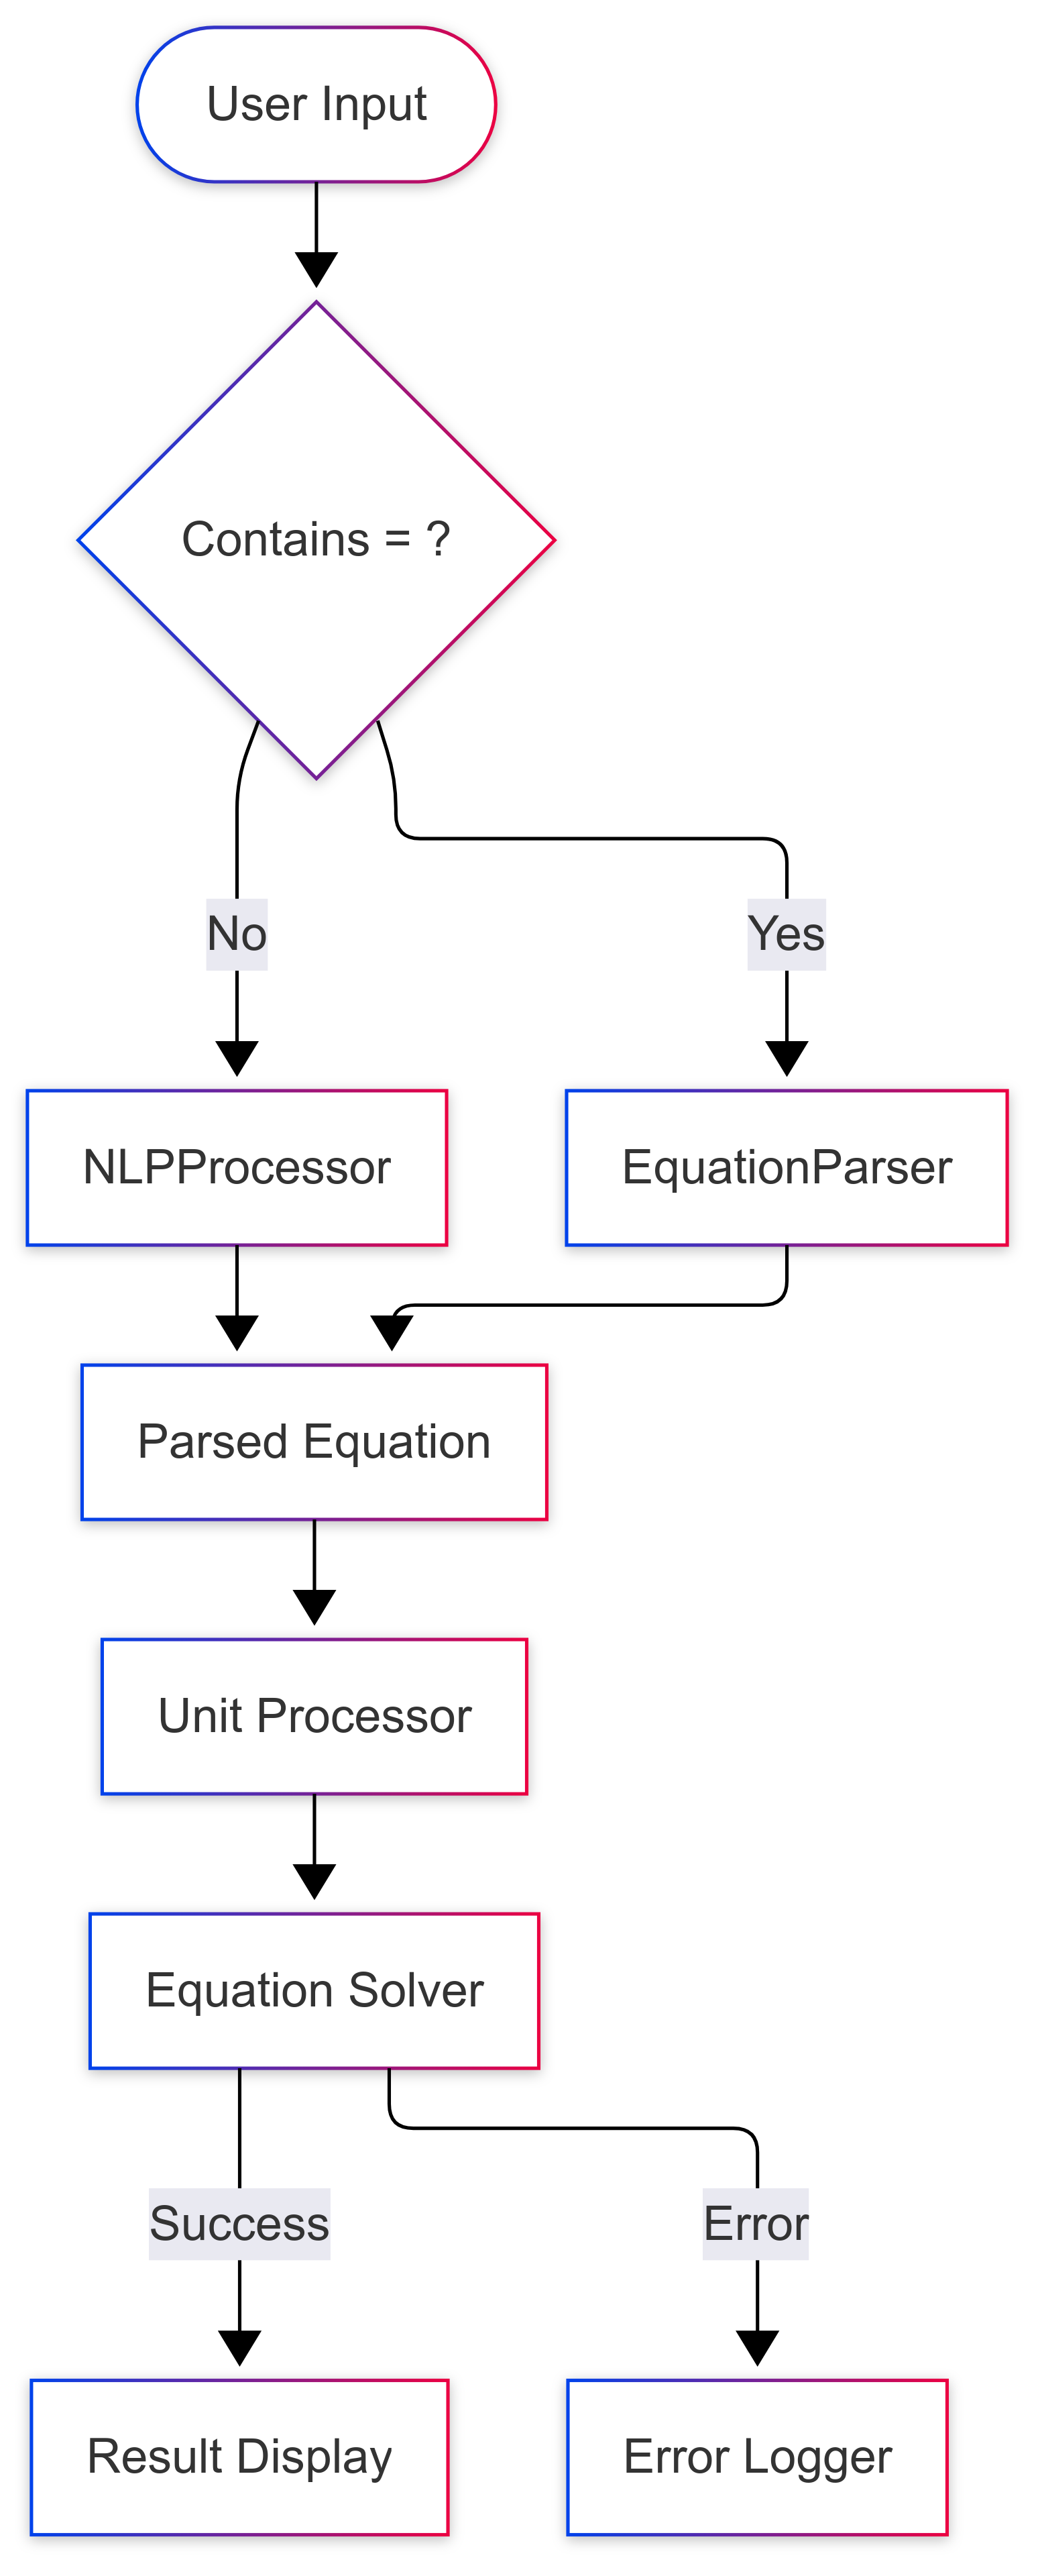 User Input
Contains = ?
No
Yes
NLPProcessor
EquationParser
Parsed Equation
Unit Processor
Equation Solver
Success
Error
Result Display
Error Logger